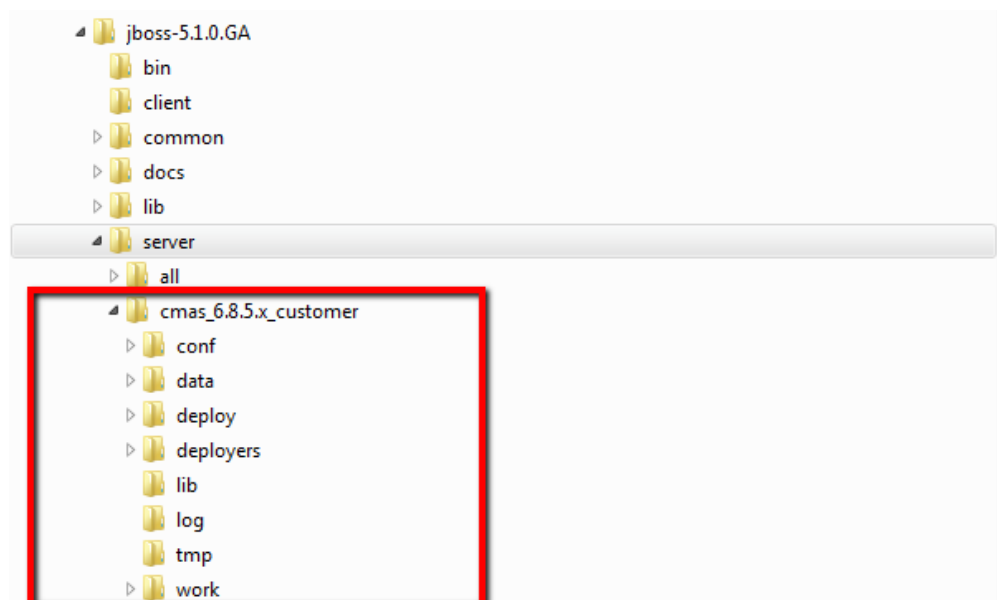 jboss-5.1.0.GA
bin
client
common
docs
lib
server
all
cmas_6.8.5.x_customer
conf
data
deploy
deployers
lib
log
tmp
work